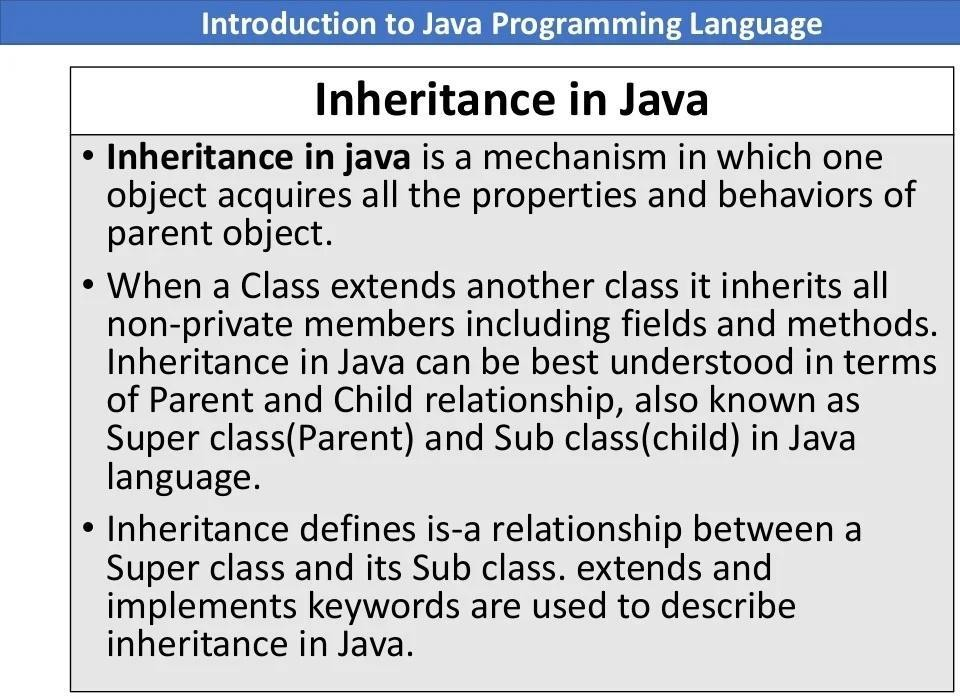 Introduction to Java Programming Language
Inheritance in Java
• Inheritance in java is a mechanism in which one
object acquires all the properties and behaviors of
parent object.
• When a Class extends another class it inherits all
non-private members including fields and methods.
Inheritance in Java can be best understood in terms
of Parent and Child relationship, also known as
Super class(Parent) and Sub class(child) in Java
language.
• Inheritance defines is-a relationship between a
Super class and its Sub class. extends and
implements keywords are used to describe
inheritance in Java.